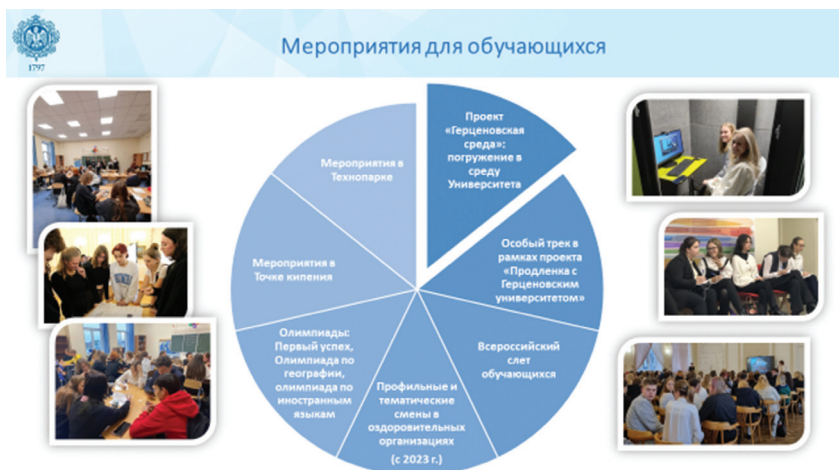 1797
Мероприятия для обучающихся
Проект
«Герценовская
среда»:
погружение в
среду
Университета
Особый трек в
рамках проекта
«Продленка с
Герценовским
университетом»
Всероссийский
слет
обучающихся
Профильные и
тематические
смены в
оздоровительных
организациях
(с 2023 г.)
Олимпиады:
Первый успех,
Олимпиада по
географии,
олимпиада по
иностранным
языкам
Мероприятия в
Точке кипения
Мероприятия в
Технопарке